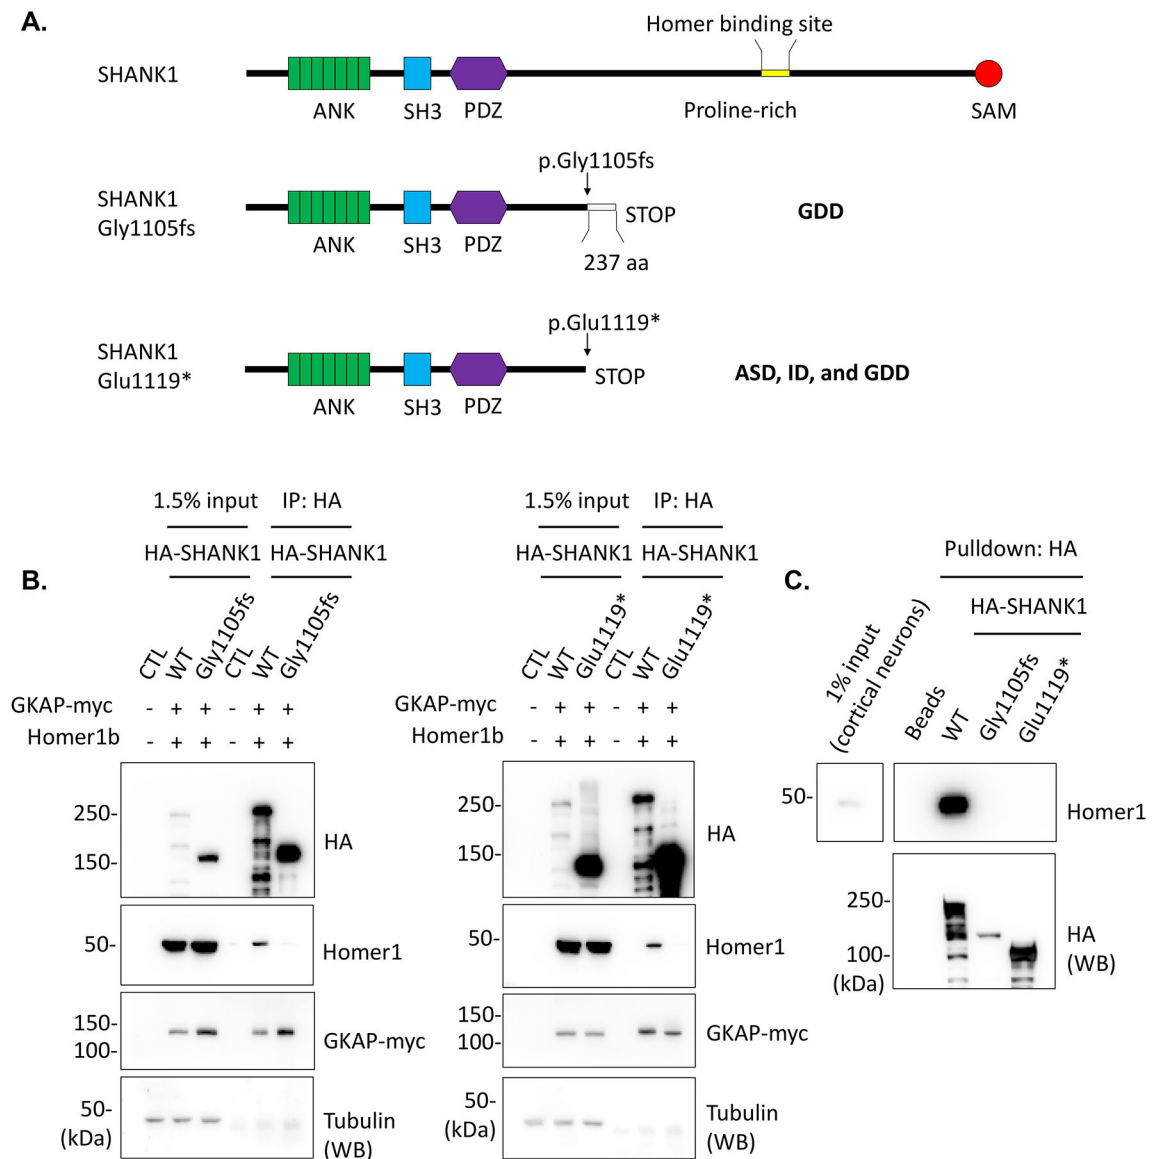 A.
Homer binding site
SHANK1
ANK SH3 PDZ Proline-rich SAM
p.Gly1105fs
SHANK1
Gly1105fs
STOP GDD
ANK SH3 PDZ
237 aa
p.Glu1119*
SHANK1
Glu1119*
STOP ASD, ID, and GDD
ANK SH3 PDZ
B.
1.5% input IP: HA
HA-SHANK1 HA-SHANK1
CTL WT Gly1105fs CTL WT Gly1105fs
GKAP-myc - + + - + +
Homer1b - + + - + +
250-
150-
HA
50-
Homer1
150-
100-
GKAP-myc
50-
(kDa)
Tubulin
(WB)
1.5% input IP: HA
HA-SHANK1 HA-SHANK1
CTL WT Glu1119* CTL WT Glu1119*
GKAP-myc - + + - + +
Homer1b - + + - + +
250-
150-
HA
50-
Homer1
150-
100-
GKAP-myc
50-
(kDa)
Tubulin
(WB)
C.
Pulldown: HA
HA-SHANK1
1% input
(cortical neurons)
Beads WT Gly1105fs Glu1119*
50-
Homer1
250-
100-
(kDa)
HA
(WB)